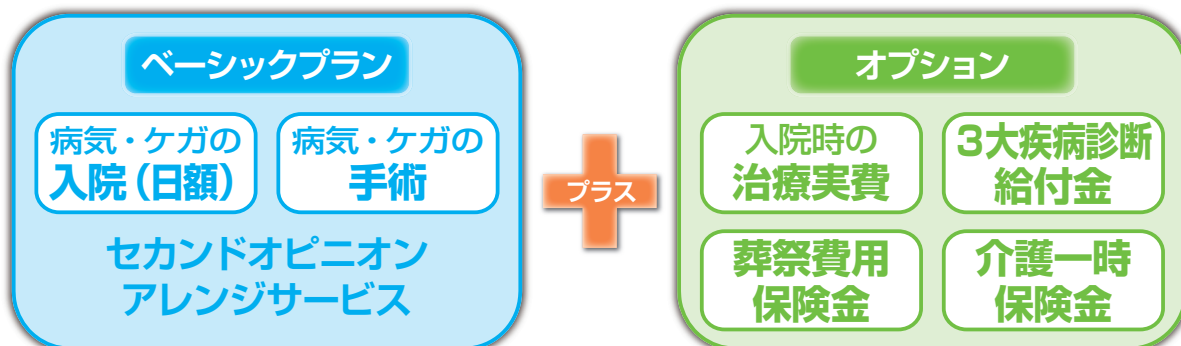 ベーシックプラン
病気・ケガの
入院(日額)
病気・ケガの
手術
セカンドオピニオン
アレンジサービス
プラス
オプション
入院時の
治療実費
3大疾病診断
給付金
葬祭費用
保険金
介護一時
保険金